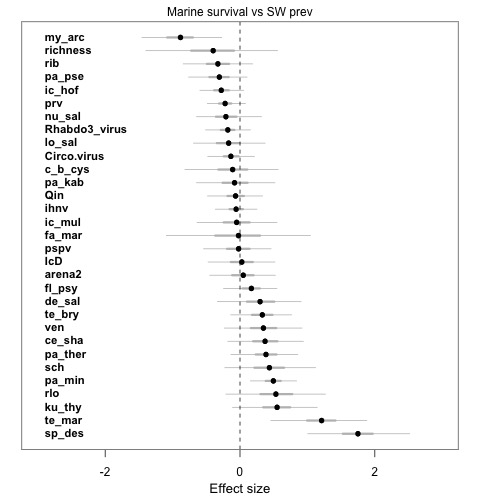 Marine survival vs SW prev
my_arc
richness
rib
pa_pse
ic_hof
prv
nu_sal
Rhabdo3_virus
lo_sal
Circo.virus
c_b_cys
pa_kab
Qin
ihnv
ic_mul
fa_mar
pspv
IcD
arena2
fl_psy
de_sal
te_bry
ven
ce_sha
pa_ther
sch
pa_min
rlo
ku_thy
te_mar
sp_des
-2 0 2
Effect size